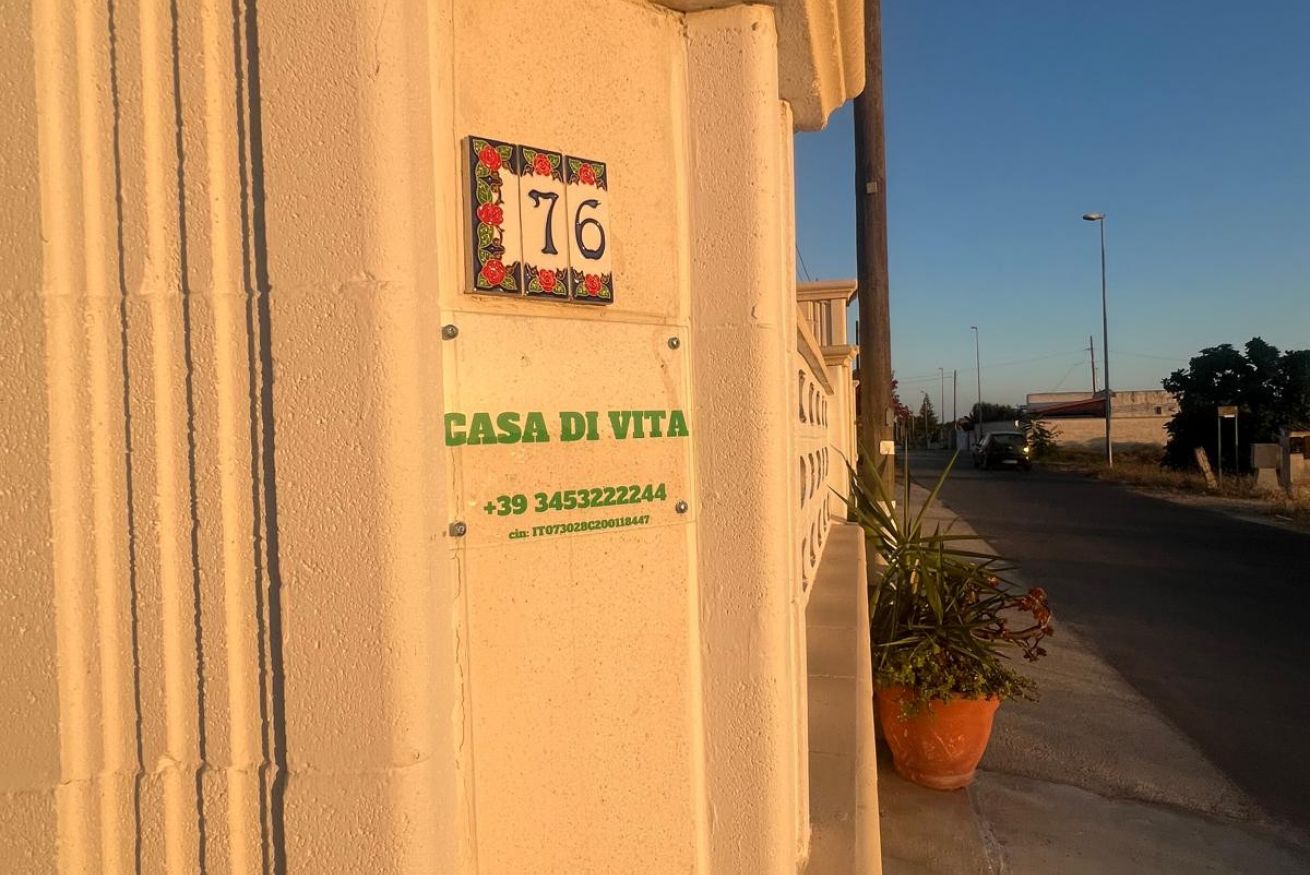 76
CASA DI VITA
+39 3453222244
cin: IT073028C200118447